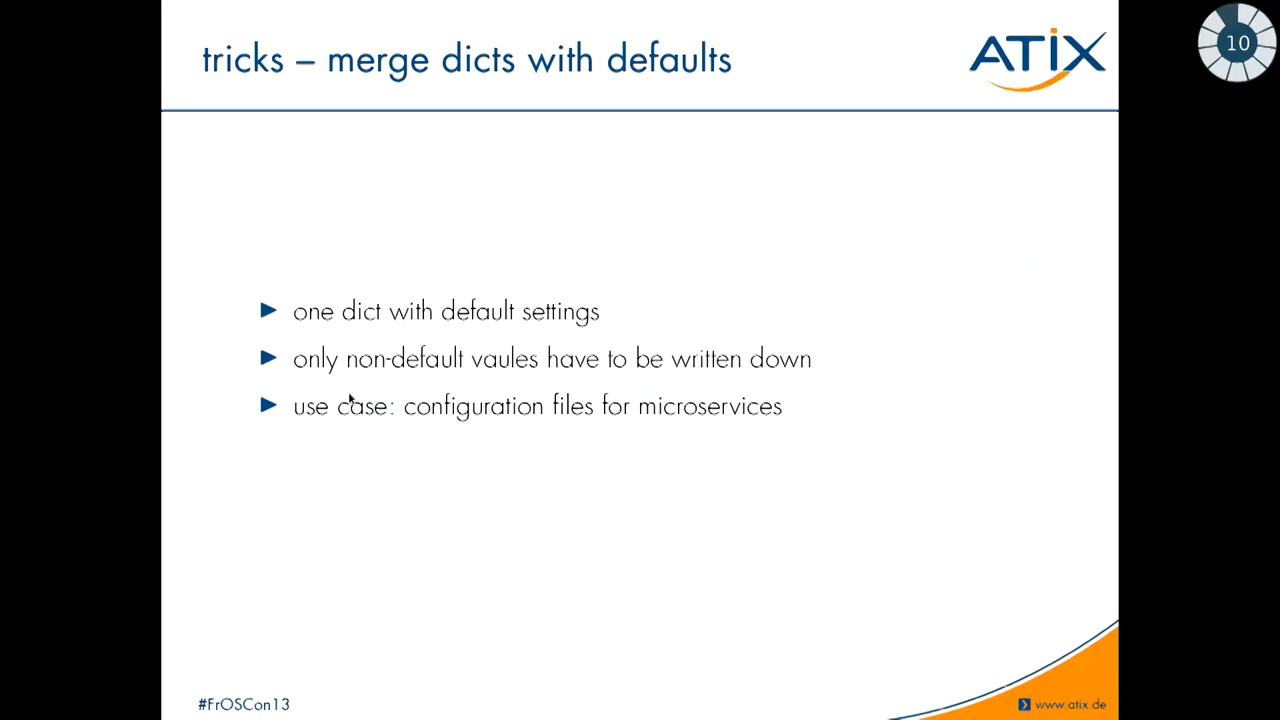 tricks – merge dicts with defaults
ATIX
10
one dict with default settings
only non-default vaules have to be written down
use case: configuration files for microservices
#FrOSCon13
www.atix.de